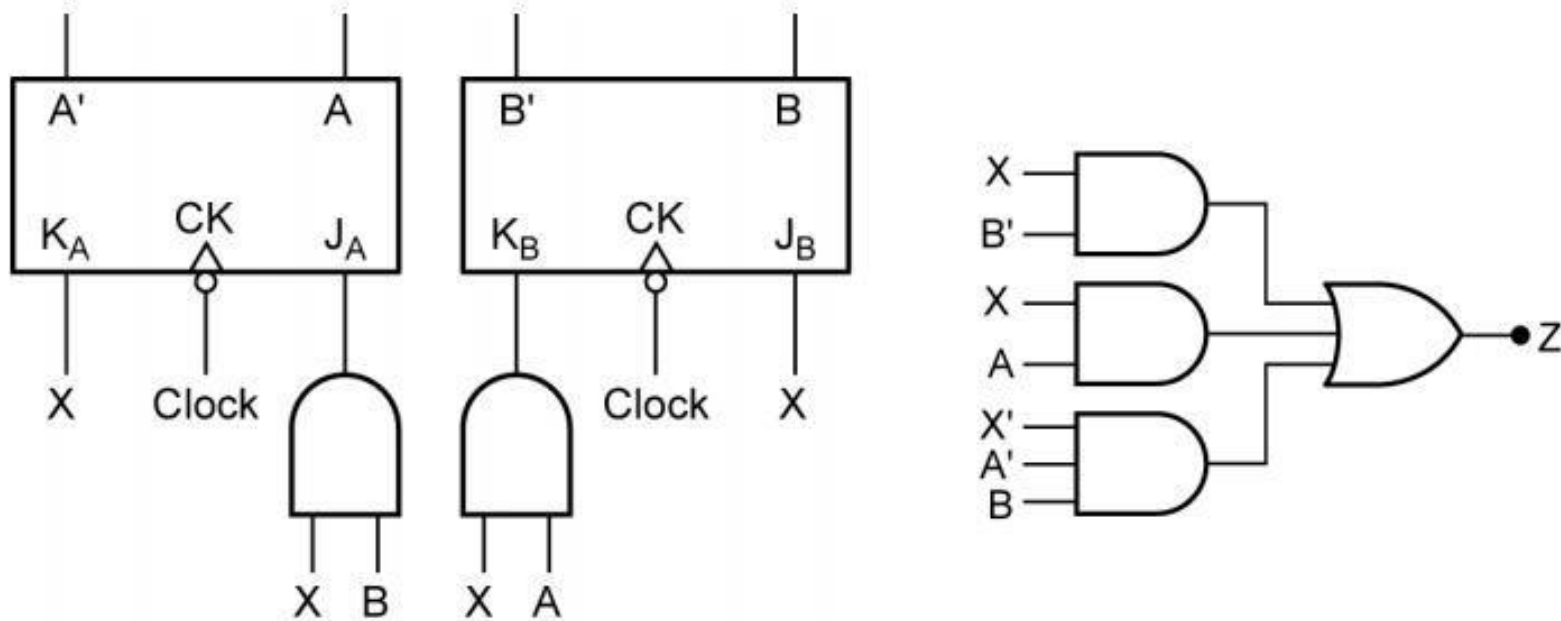 A' A B' B
K_A CK J_A K_B CK J_B
X Clock Clock X
X B X A
X
B'
X
A
X'
A'
B
Z